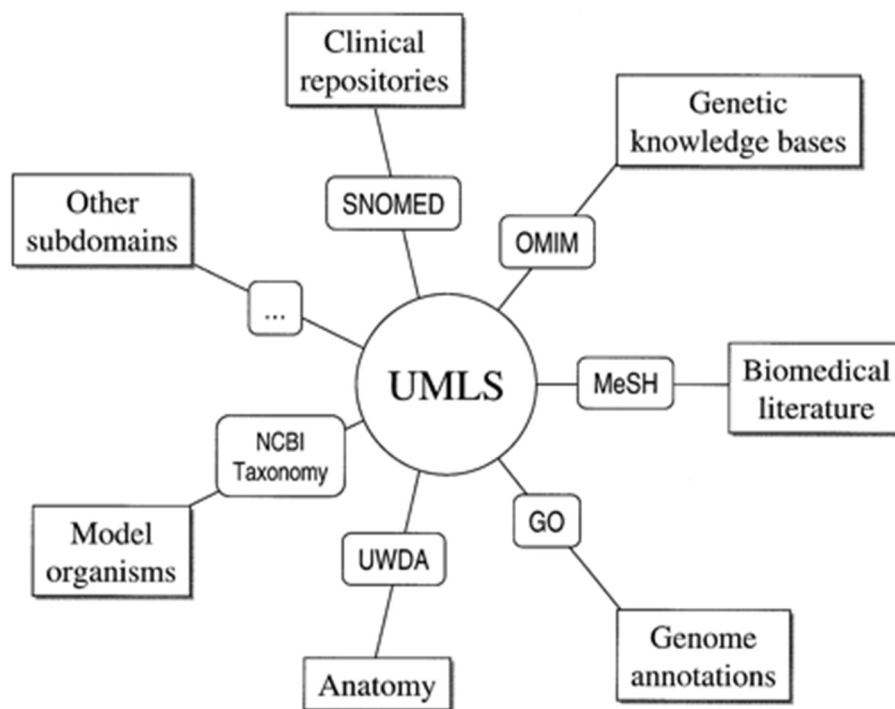 Clinical
repositories
Genetic
knowledge bases
SNOMED
Other
subdomains
OMIM
...
UMLS
MeSH
Biomedical
literature
NCBI
Taxonomy
GO
Model
organisms
UWDA
Genome
annotations
Anatomy